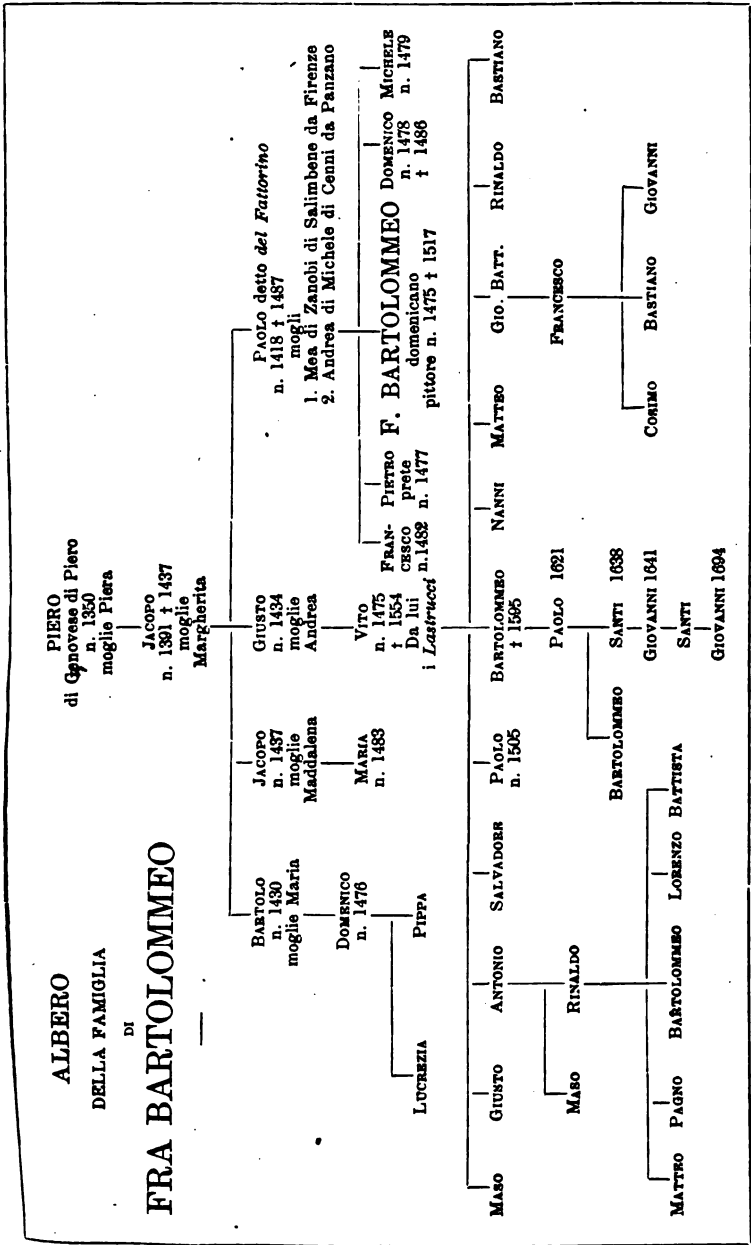 ALBERO
DELLA FAMIGLIA
DI
FRA BARTOLOMMEO
PIERO
di Genovese di Piero
n. 1350
moglie Piera
JACOPO
n. 1391 † 1437
moglie
Margherita
BARTOLO
n. 1430
moglie Maria
JACOPO
n. 1437
moglie
Maddalena
GIUSTO
n. 1434
moglie
Andrea
PAOLO detto del Fattorino
n. 1418 † 1487
mogli
1. Mea di Zanobi di Salimbene da Firenze
2. Andrea di Michele di Cenni da Panzano
DOMENICO
n. 1476
MARIA
n. 1483
VITO
n. 1475
† 1554
Da lui
i Lastrucci
FRAN-
CESCO
n. 1482
PIETRO
prete
n. 1477
F. BARTOLOMMEO
domenicano
pittore n. 1475 † 1517
DOMENICO
n. 1478
† 1486
MICHELE
n. 1479
LUCREZIA PIPPA
MASO GIUSTO ANTONIO SALVADORE PAOLO
n. 1505
BARTOLOMMEO
† 1595
NANNI MATTEO GIO. BATT. RINALDO BASTIANO
MASO RINALDO PAOLO 1621 FRANCESCO
BARTOLOMMEO SANTI 1638
GIOVANNI 1641
SANTI
GIOVANNI 1694
COSIMO BASTIANO GIOVANNI
MATTEO PAGNO BARTOLOMMEO LORENZO BATTISTA